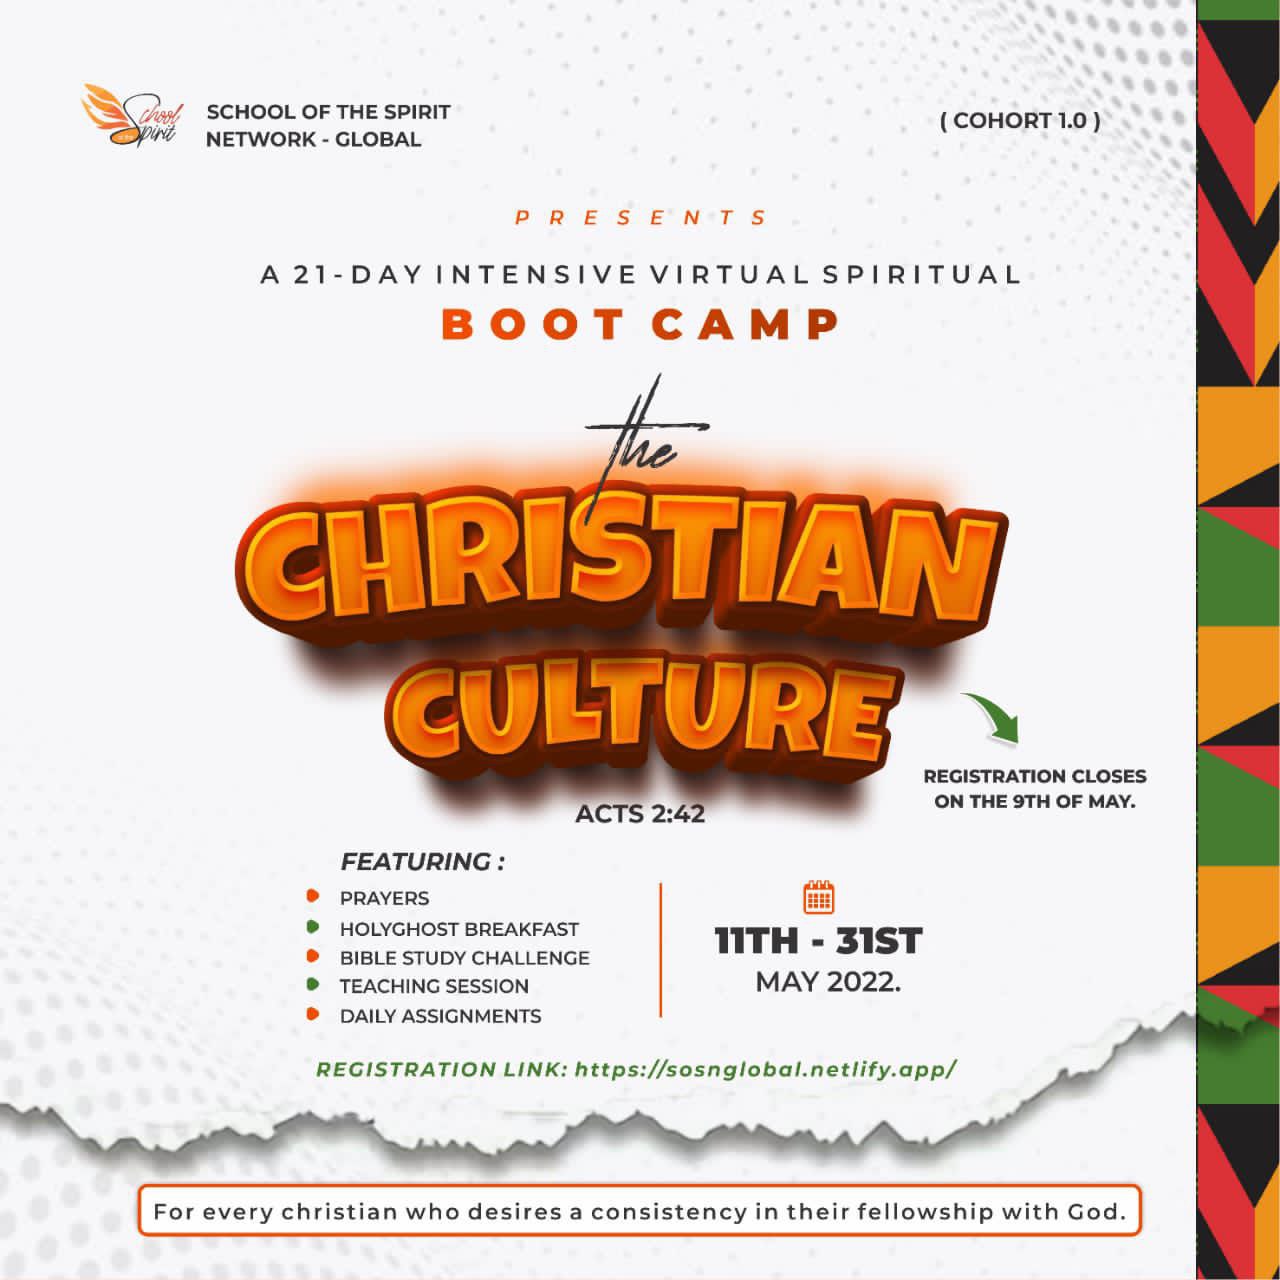 School
of the
Spirit
SCHOOL OF THE SPIRIT
NETWORK - GLOBAL
( COHORT 1.0 )
PRESENTS
A 21-DAY INTENSIVE VIRTUAL SPIRITUAL
BOOT CAMP
the
CHRISTIAN
CULTURE
REGISTRATION CLOSES
ON THE 9TH OF MAY.
ACTS 2:42
FEATURING :
PRAYERS
HOLYGHOST BREAKFAST
BIBLE STUDY CHALLENGE
TEACHING SESSION
DAILY ASSIGNMENTS
11TH - 31ST
MAY 2022.
REGISTRATION LINK: https://sosnglobal.netlify.app/
For every christian who desires a consistency in their fellowship with God.